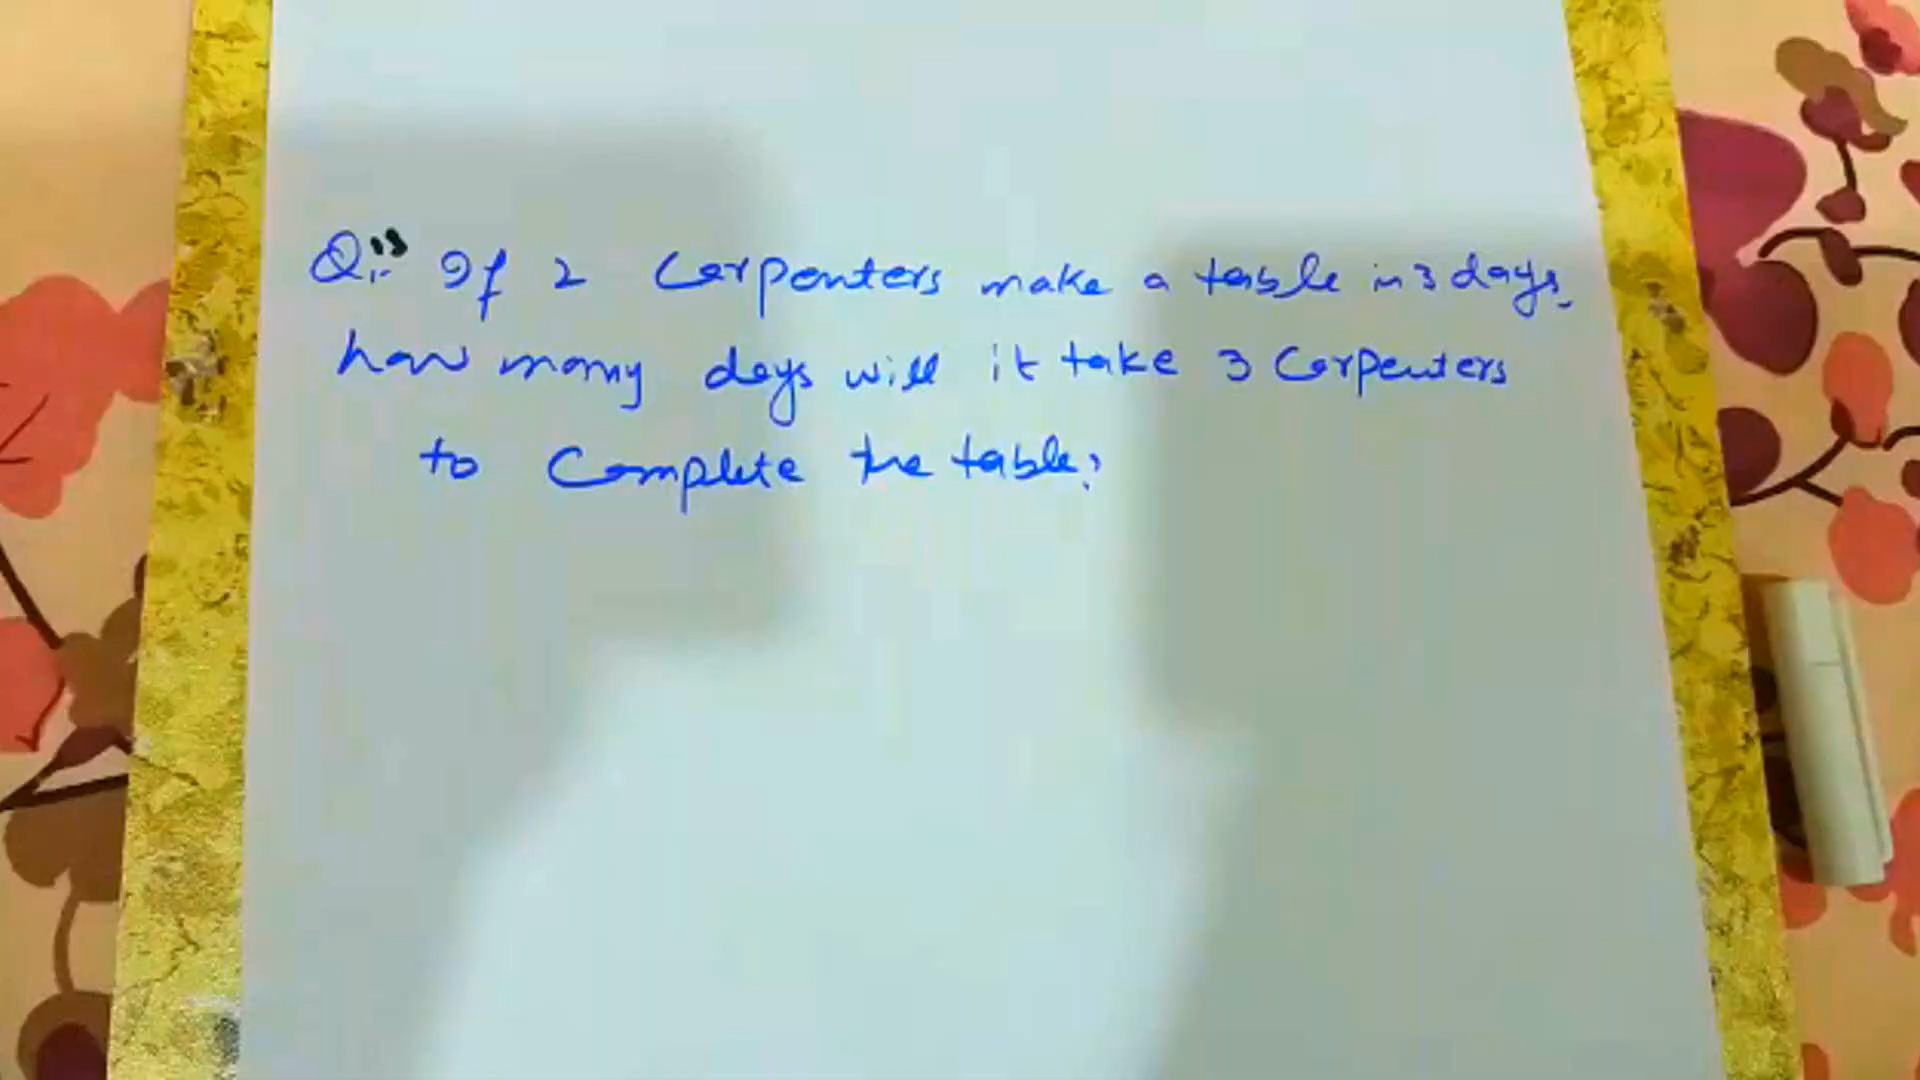 Q:- If 2 Carpenters make a table in 3 days,
how many days will it take 3 Carpenters
to Complete the table?